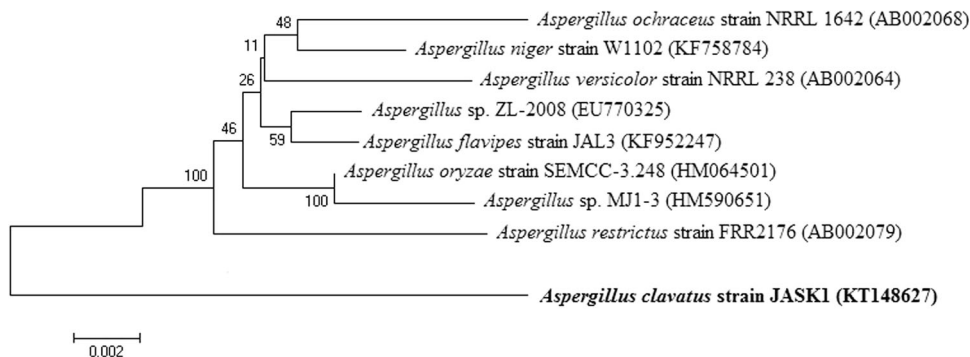 48
Aspergillus ochraceus strain NRRL 1642 (AB002068)
11
Aspergillus niger strain W1102 (KF758784)
26
Aspergillus versicolor strain NRRL 238 (AB002064)
Aspergillus sp. ZL-2008 (EU770325)
46
59
Aspergillus flavipes strain JAL3 (KF952247)
100
Aspergillus oryzae strain SEMCC-3.248 (HM064501)
100
Aspergillus sp. MJ1-3 (HM590651)
Aspergillus restrictus strain FRR2176 (AB002079)
Aspergillus clavatus strain JASK1 (KT148627)
0.002